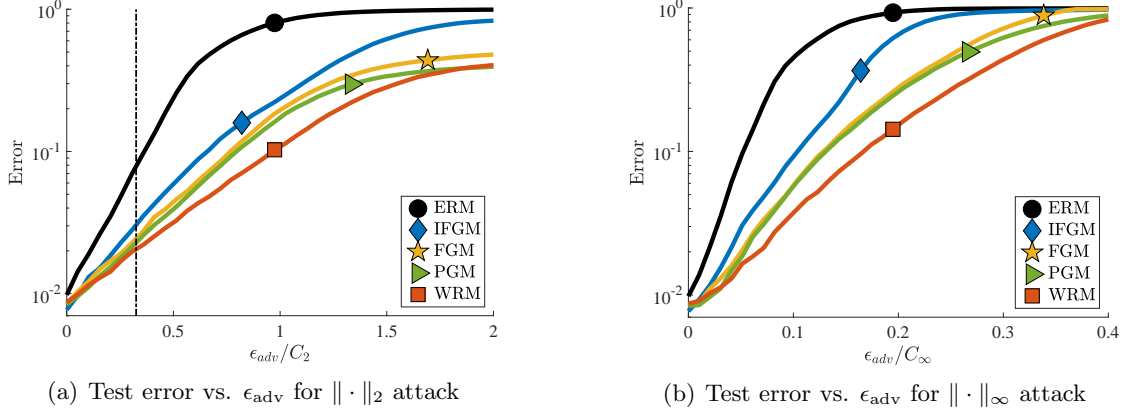 10^0
10^-1
10^-2
Error
0 0.5 1 1.5 2
ϵ_adv/C_2
ERM
IFGM
FGM
PGM
WRM
(a) Test error vs. ϵ_adv for ‖ · ‖_2 attack
10^0
10^-1
10^-2
Error
0 0.1 0.2 0.3 0.4
ϵ_adv/C_∞
ERM
IFGM
FGM
PGM
WRM
(b) Test error vs. ϵ_adv for ‖ · ‖_∞ attack